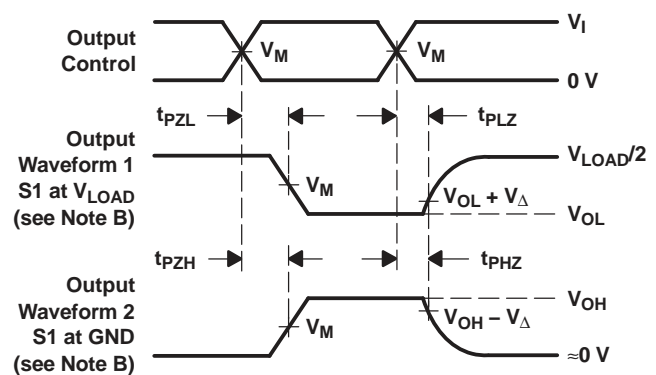 Output
Control
V_M
V_M
V_I
0 V
t_PZL
t_PLZ
Output
Waveform 1
S1 at V_LOAD
(see Note B)
V_M
V_LOAD/2
V_OL + V_Δ
V_OL
t_PZH
t_PHZ
Output
Waveform 2
S1 at GND
(see Note B)
V_M
V_OH
V_OH − V_Δ
≈0 V